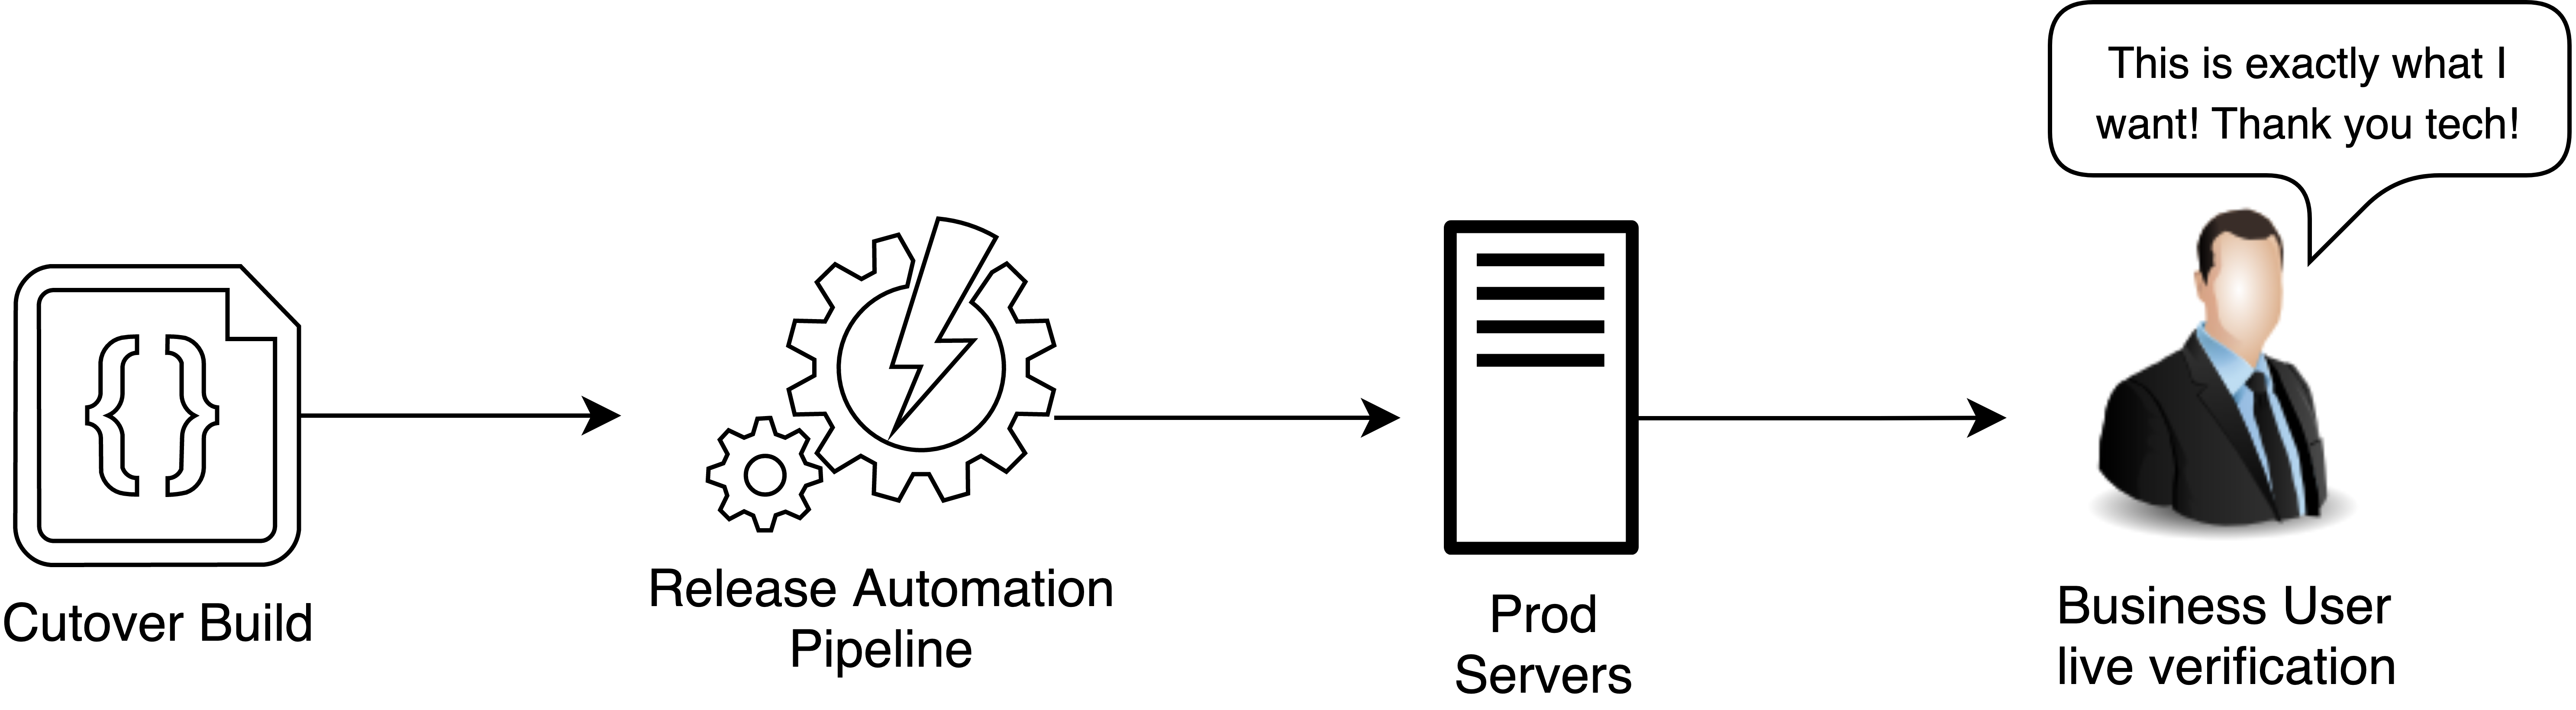 This is exactly what I
want! Thank you tech!
{ }
Cutover Build
Release Automation
Pipeline
Prod
Servers
Business User
live verification